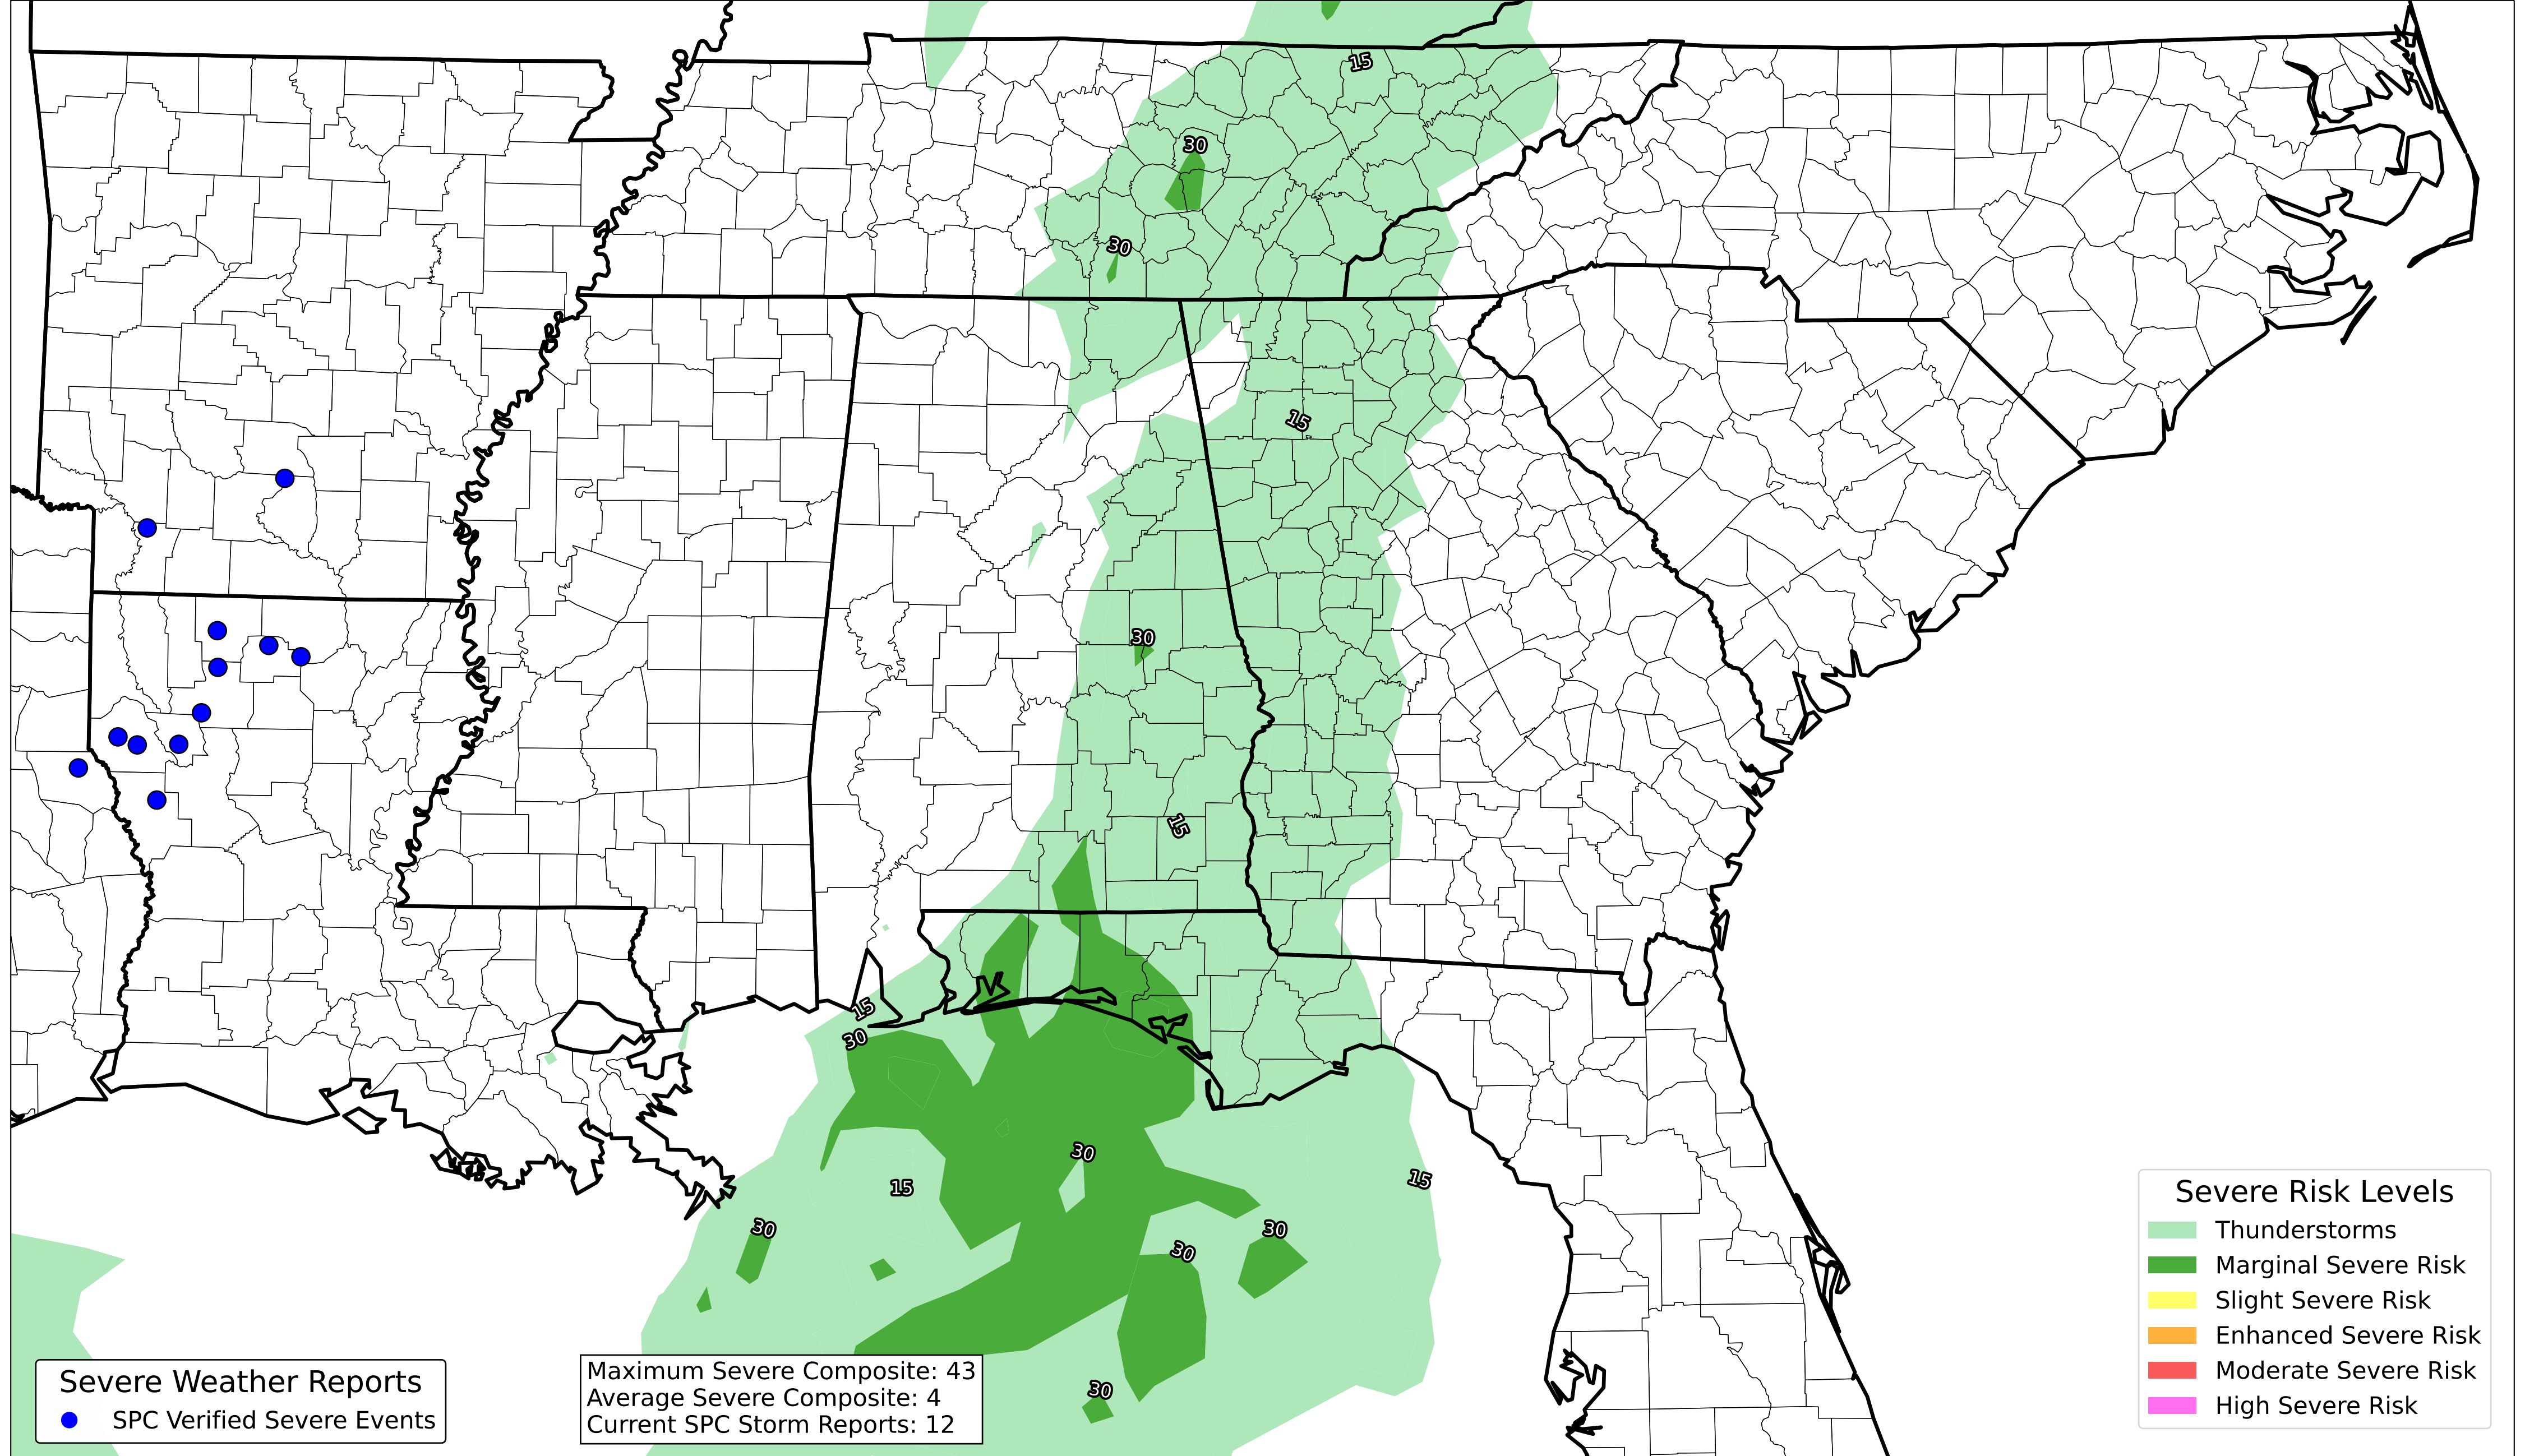 15
30
30
15
30
15
15
30
30
15
15
30
30
30
30
Severe Weather Reports
SPC Verified Severe Events
Maximum Severe Composite: 43
Average Severe Composite: 4
Current SPC Storm Reports: 12
Severe Risk Levels
Thunderstorms
Marginal Severe Risk
Slight Severe Risk
Enhanced Severe Risk
Moderate Severe Risk
High Severe Risk